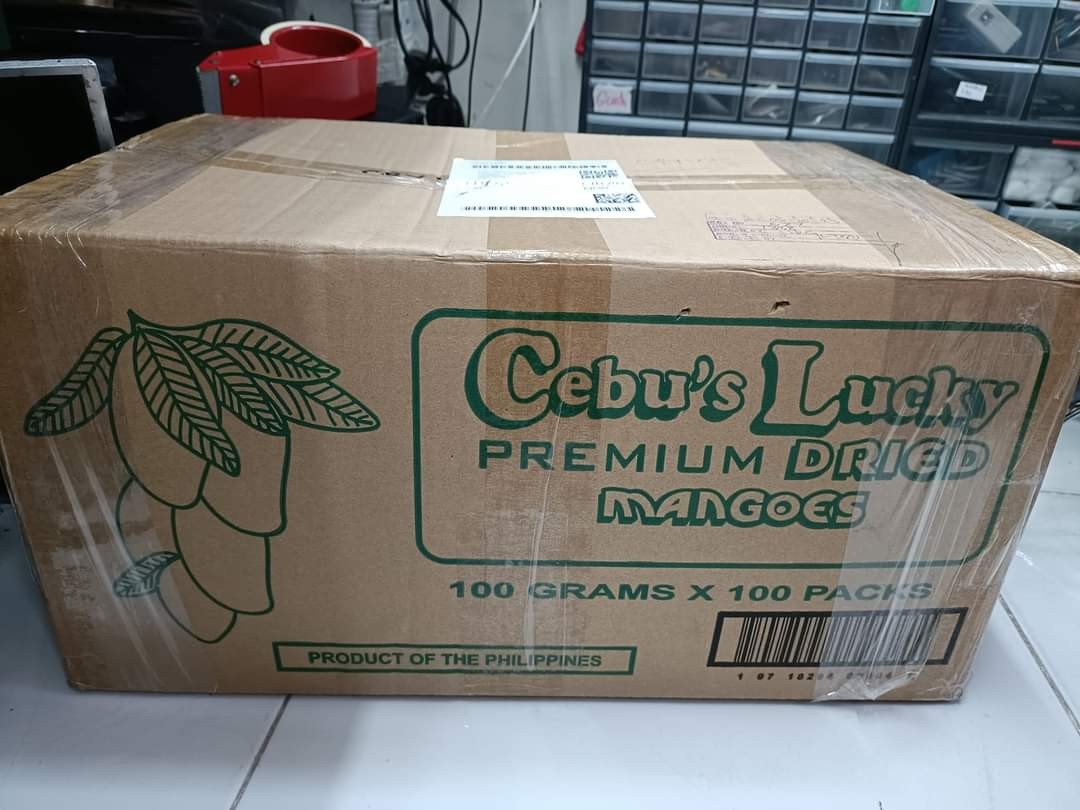 Cebu's Lucky
PREMIUM DRIED
MANGOES
100 GRAMS X 100 PACKS
PRODUCT OF THE PHILIPPINES